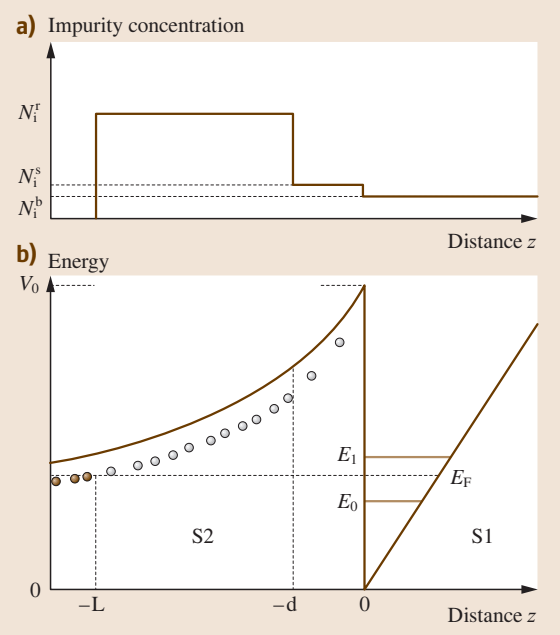 a) Impurity concentration
N_i^r
N_i^s
N_i^b
Distance z
b) Energy
V_0
E_1
E_F
E_0
S2 S1
0
−L −d 0
Distance z